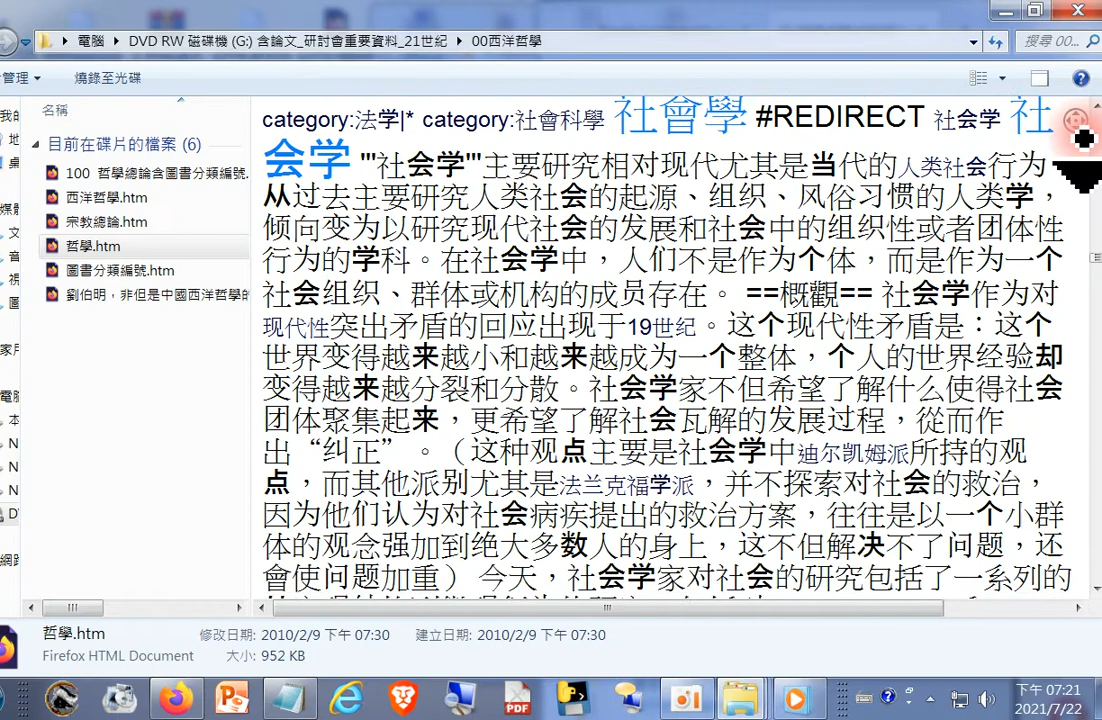 電腦 ▸ DVD RW 磁碟機 (G:) 含論文_研討會重要資料_21世紀 ▸ 00西洋哲學
搜尋 00...
管理 燒錄至光碟
名稱
目前在碟片的檔案 (6)
100 哲學總論含圖書分類編號.
西洋哲學.htm
宗教總論.htm
哲學.htm
圖書分類編號.htm
劉伯明，非但是中國西洋哲學的
category:法学|* category:社會科學 社會學 #REDIRECT 社会学 社
会学 '''社会学'''主要研究相对现代尤其是当代的人类社会行为
从过去主要研究人类社会的起源、组织、风俗习惯的人类学，
倾向变为以研究现代社会的发展和社会中的组织性或者团体性
行为的学科。在社会学中，人们不是作为个体，而是作为一个
社会组织、群体或机构的成员存在。 ==概觀== 社会学作为对
现代性突出矛盾的回应出现于19世纪。这个现代性矛盾是：这个
世界变得越来越小和越来越成为一个整体，个人的世界经验却
变得越来越分裂和分散。社会学家不但希望了解什么使得社会
团体聚集起来，更希望了解社会瓦解的发展过程，從而作
出“纠正”。（这种观点主要是社会学中迪尔凯姆派所持的观
点，而其他派别尤其是法兰克福学派，并不探索对社会的救治，
因为他们认为对社会病疾提出的救治方案，往往是以一个小群
体的观念强加到绝大多数人的身上，这不但解决不了问题，还
會使问题加重） 今天，社会学家对社会的研究包括了一系列的
哲學.htm 修改日期: 2010/2/9 下午 07:30 建立日期: 2010/2/9 下午 07:30
Firefox HTML Document 大小: 952 KB
PDF
下午 07:21
2021/7/22